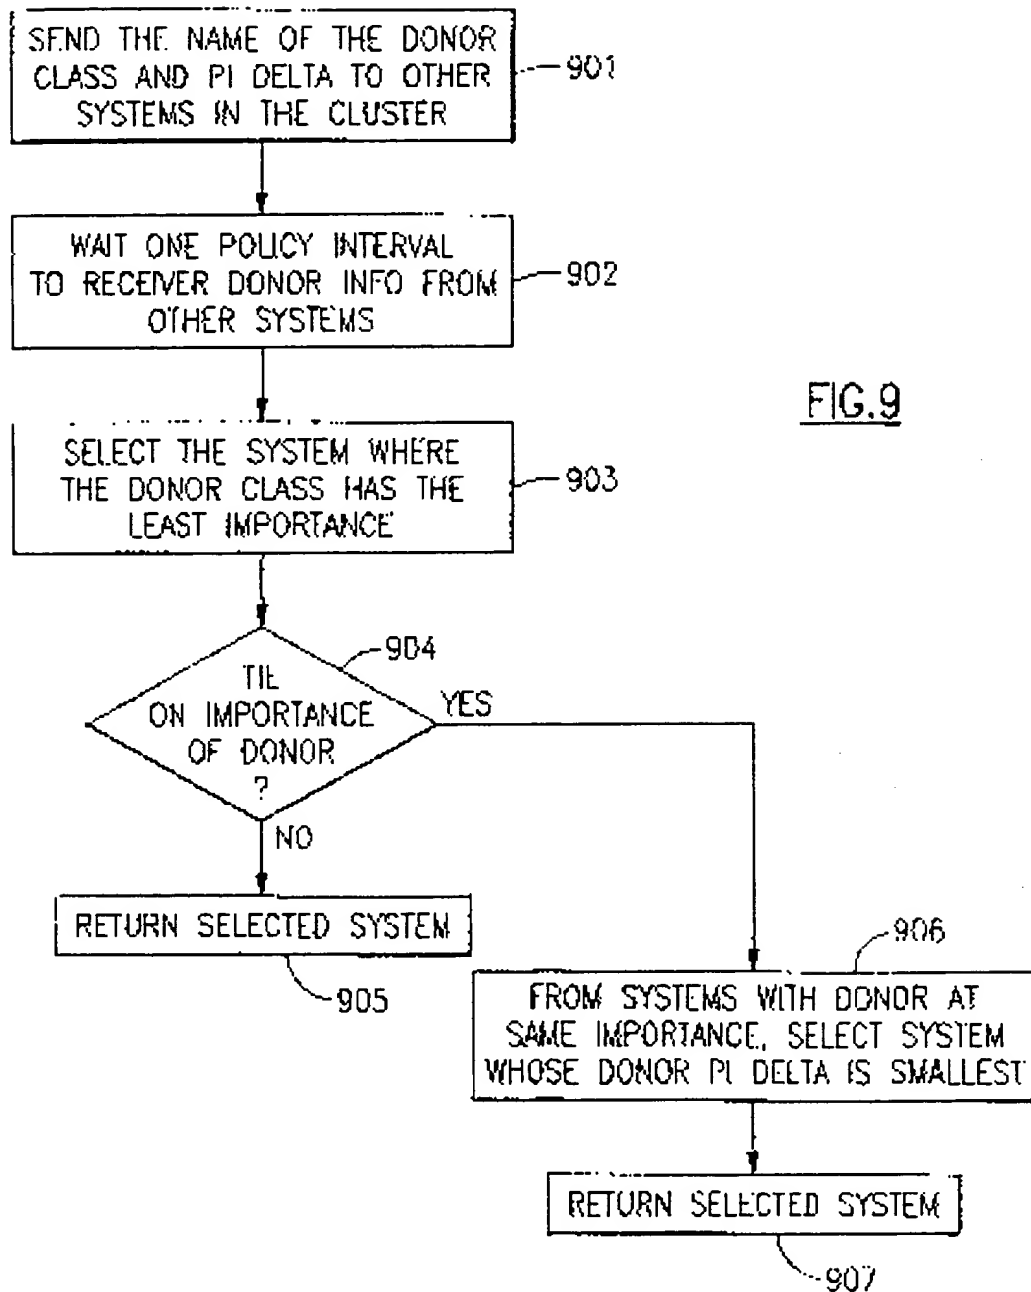 SEND THE NAME OF THE DONOR
CLASS AND PI DELTA TO OTHER
SYSTEMS IN THE CLUSTER
901
WAIT ONE POLICY INTERVAL
TO RECEIVER DONOR INFO FROM
OTHER SYSTEMS
902
FIG.9
SELECT THE SYSTEM WHERE
THE DONOR CLASS HAS THE
LEAST IMPORTANCE
903
904
TIE
ON IMPORTANCE
OF DONOR
?
YES
NO
RETURN SELECTED SYSTEM
905
906
FROM SYSTEMS WITH DONOR AT
SAME IMPORTANCE, SELECT SYSTEM
WHOSE DONOR PI DELTA IS SMALLEST
RETURN SELECTED SYSTEM
907